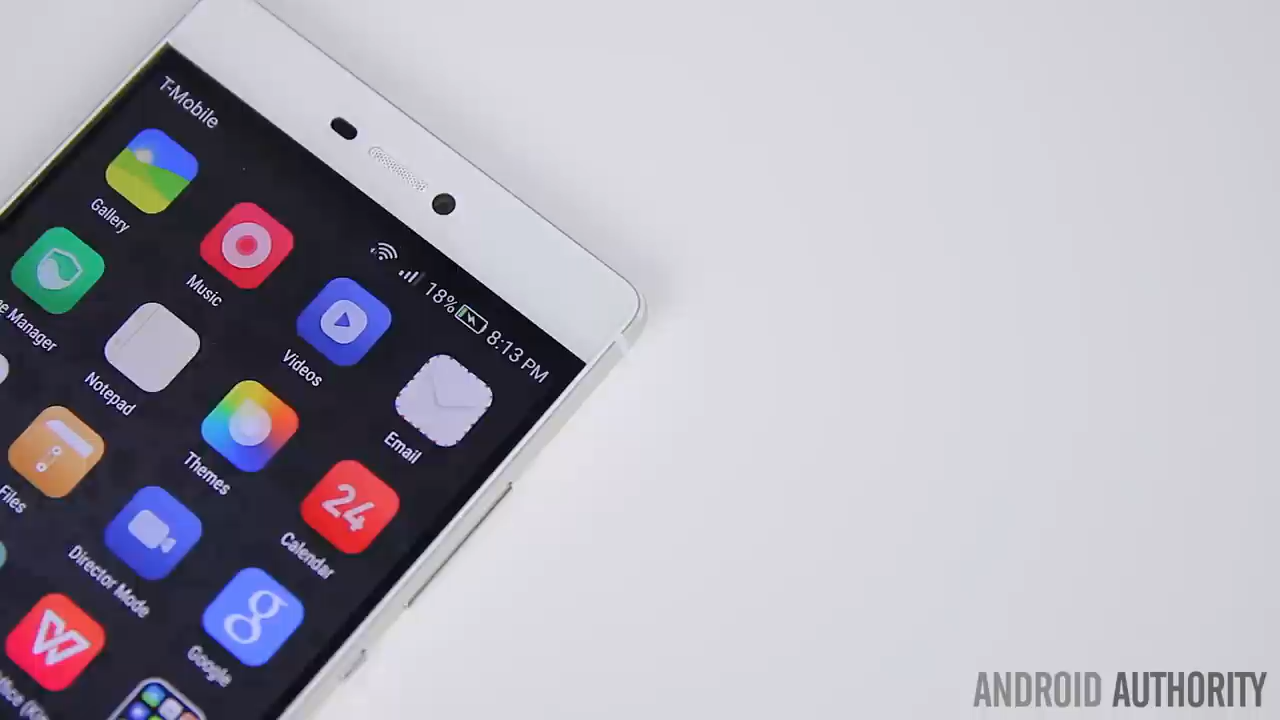 T-Mobile
18%
8:13 PM
Gallery
Music
Videos
Email
Manager
Notepad
Themes
24
Calendar
Files
Director Mode
g
Google
W
ANDROID AUTHORITY